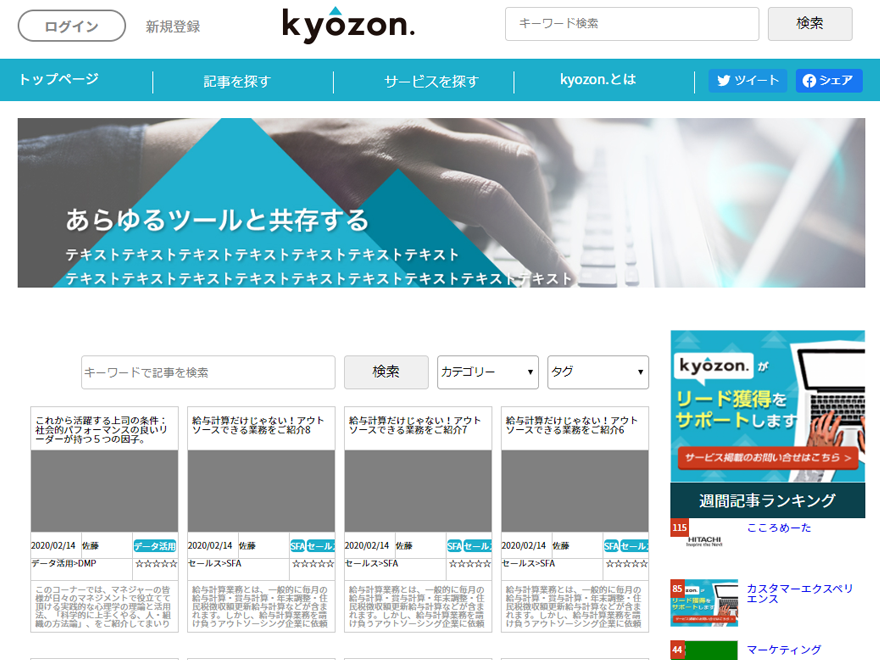 ログイン
新規登録
kyōzon.
キーワード検索
検索
トップページ
記事を探す
サービスを探す
kyozon.とは
ツイート
シェア
あらゆるツールと共存する
テキストテキストテキストテキストテキストテキストテキスト
テキストテキストテキストテキストテキストテキストテキストテキストテキスト
キーワードで記事を検索
検索
カテゴリー
タグ
これから活躍する上司の条件：
社会的パフォーマンスの良いリ
ーダーが持つ５つの因子。
2020/02/14 佐藤 データ活用
データ活用>DMP ☆☆☆☆☆
このコーナーでは、マネジャーの皆
様が日々のマネジメントで役立てて
頂ける実践的な心理学の理論と活用
法、「科学的に上手くやる、人・組
織の方法論」、をご紹介してまいり
給与計算だけじゃない！アウト
ソースできる業務をご紹介8
2020/02/14 佐藤 SFA セールス
セールス>SFA ☆☆☆☆☆
給与計算業務とは、一般的に毎月の
給与計算・賞与計算・年末調整・住
民税徴収額更新給与計算などが含ま
れます。しかし、給与計算業務を請
け負うアウトソーシング企業に依頼
給与計算だけじゃない！アウト
ソースできる業務をご紹介7
2020/02/14 佐藤 SFA セールス
セールス>SFA ☆☆☆☆☆
給与計算業務とは、一般的に毎月の
給与計算・賞与計算・年末調整・住
民税徴収額更新給与計算などが含ま
れます。しかし、給与計算業務を請
け負うアウトソーシング企業に依頼
給与計算だけじゃない！アウト
ソースできる業務をご紹介6
2020/02/14 佐藤 SFA セールス
セールス>SFA ☆☆☆☆☆
給与計算業務とは、一般的に毎月の
給与計算・賞与計算・年末調整・住
民税徴収額更新給与計算などが含ま
れます。しかし、給与計算業務を請
け負うアウトソーシング企業に依頼
kyōzon.が
リード獲得を
サポートします
サービス掲載のお問い合せはこちら >
週間記事ランキング
115
HITACHI
Inspire the Next
こころめーた
85
カスタマーエクスペリ
エンス
44
マーケティング